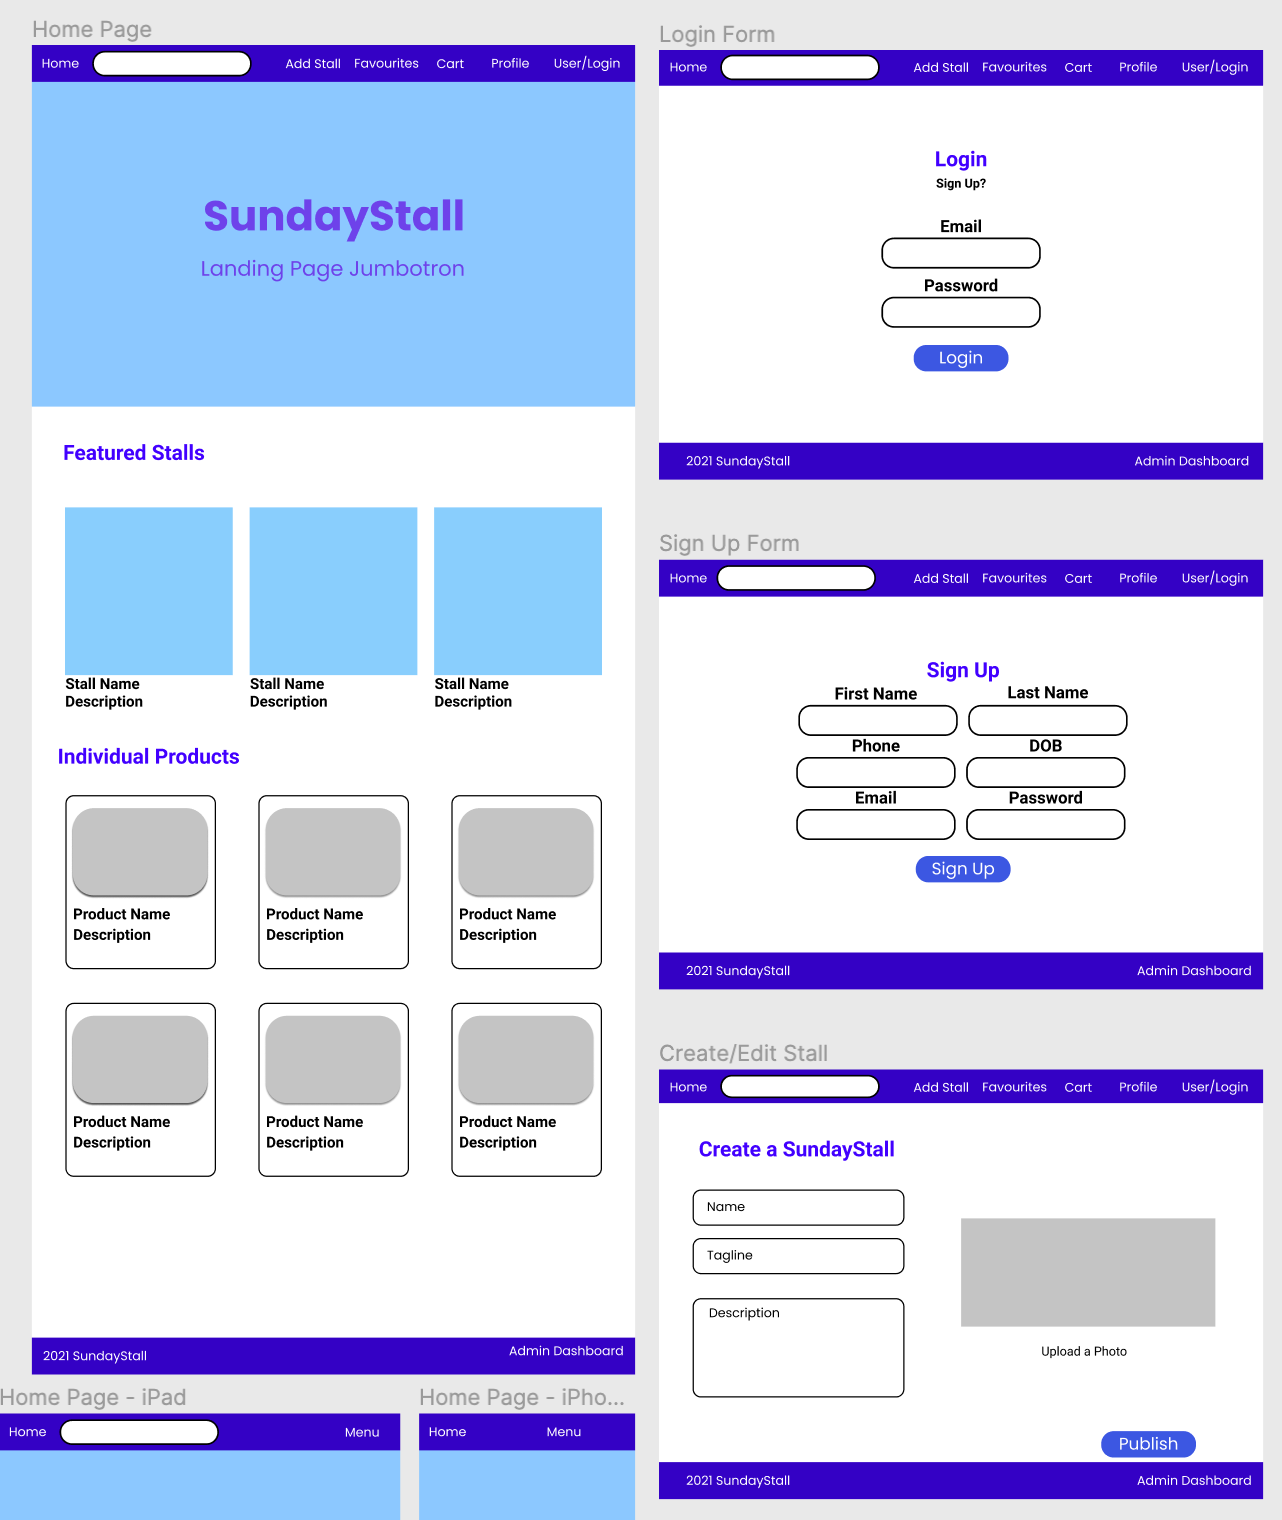 Home Page
Home Add Stall Favourites Cart Profile User/Login
SundayStall
Landing Page Jumbotron
Featured Stalls
Stall Name Stall Name Stall Name
Description Description Description
Individual Products
Product Name Product Name Product Name
Description Description Description
Product Name Product Name Product Name
Description Description Description
2021 SundayStall Admin Dashboard
Home Page - iPad
Home Menu
Home Page - iPho...
Home Menu
Login Form
Home Add Stall Favourites Cart Profile User/Login
Login
Sign Up?
Email
Password
Login
2021 SundayStall Admin Dashboard
Sign Up Form
Home Add Stall Favourites Cart Profile User/Login
Sign Up
First Name Last Name
Phone DOB
Email Password
Sign Up
2021 SundayStall Admin Dashboard
Create/Edit Stall
Home Add Stall Favourites Cart Profile User/Login
Create a SundayStall
Name
Tagline
Description
Upload a Photo
Publish
2021 SundayStall Admin Dashboard